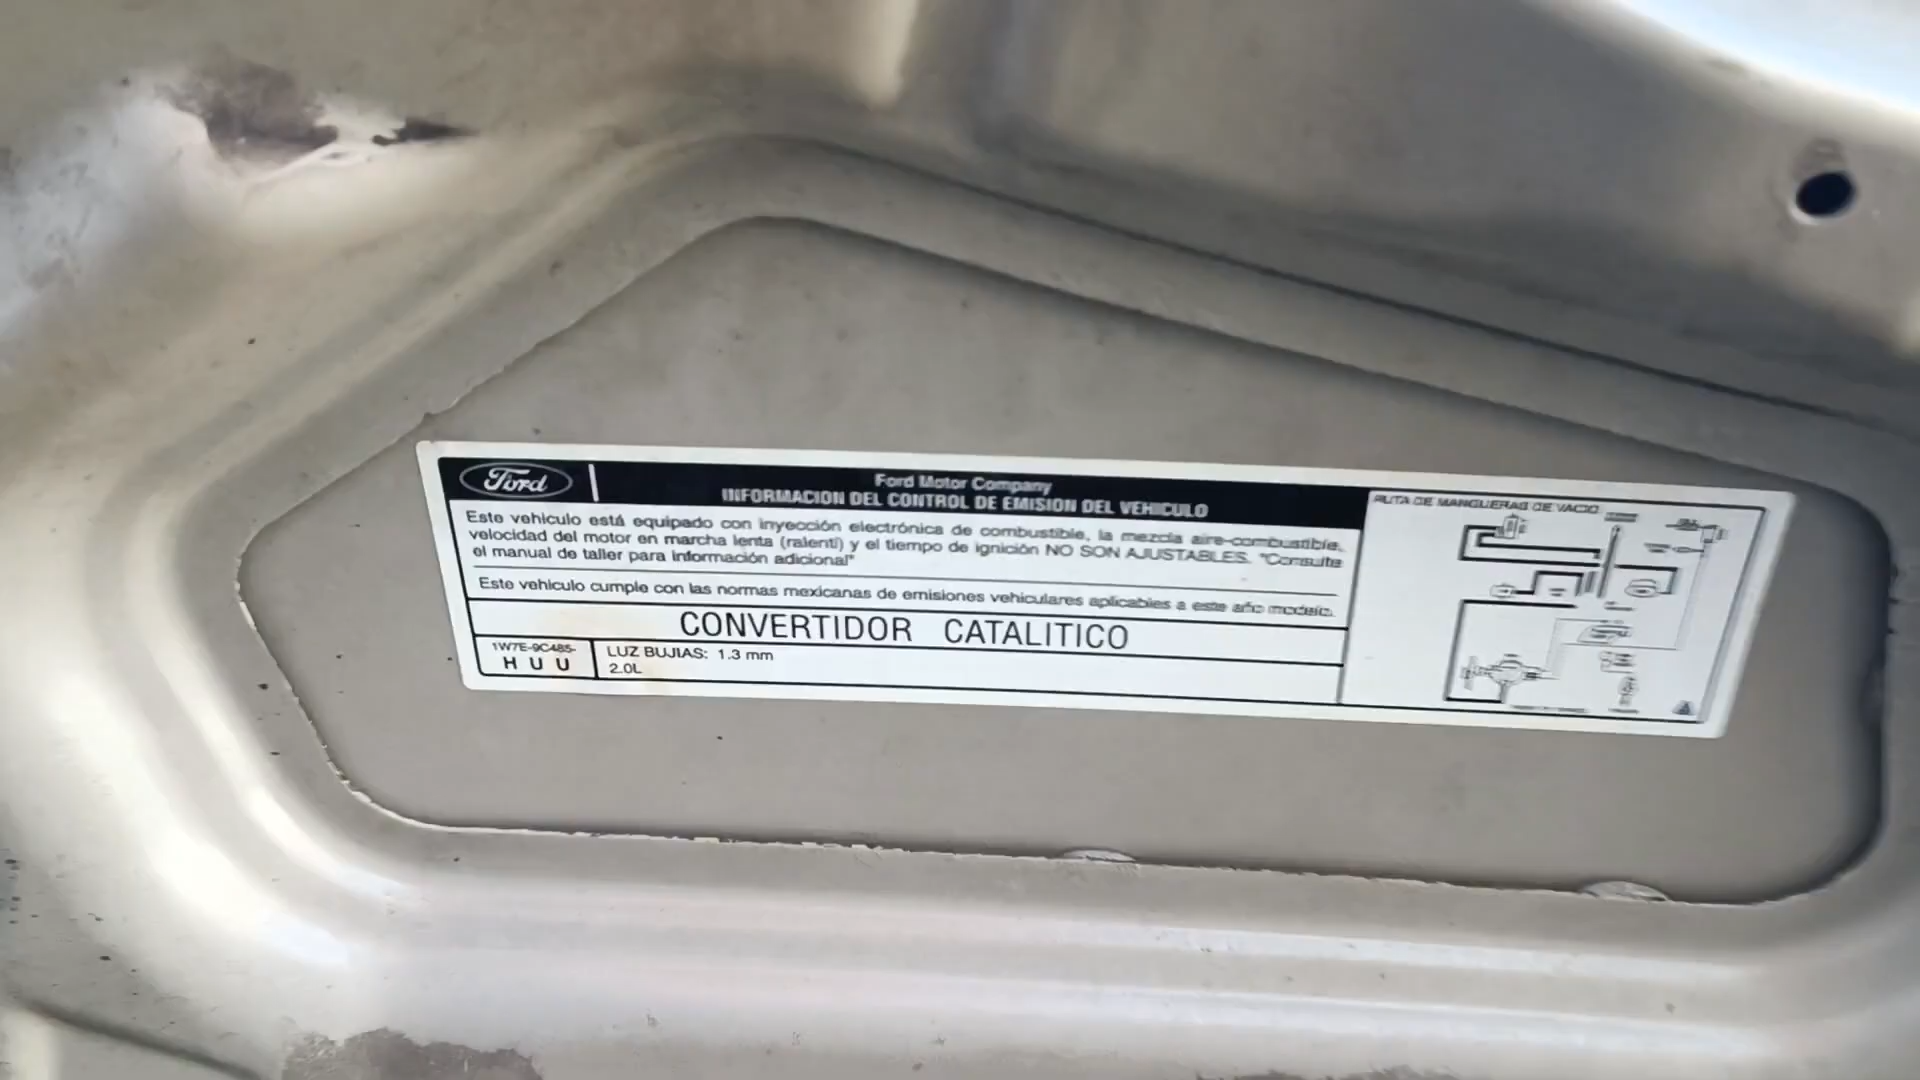 Ford
Ford Motor Company
INFORMACION DEL CONTROL DE EMISION DEL VEHICULO
Este vehiculo está equipado con inyección electrónica de combustible, la mezcla aire-combustible,
velocidad del motor en marcha lenta (ralenti) y el tiempo de ignición NO SON AJUSTABLES. "Consulte
el manual de taller para información adicional"
Este vehiculo cumple con las normas mexicanas de emisiones vehiculares aplicables a este año modelo.
CONVERTIDOR CATALITICO
1W7E-9C485-
H U U
LUZ BUJIAS: 1.3 mm
2.0L
RUTA DE MANGUERAS DE VACIO